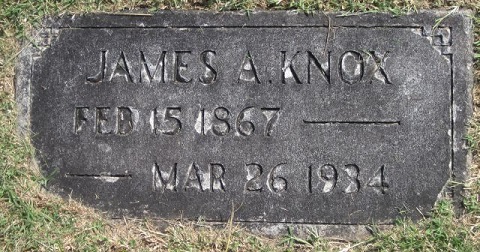 JAMES A. KNOX
FEB 15 1867 ——
—— MAR 26 1934